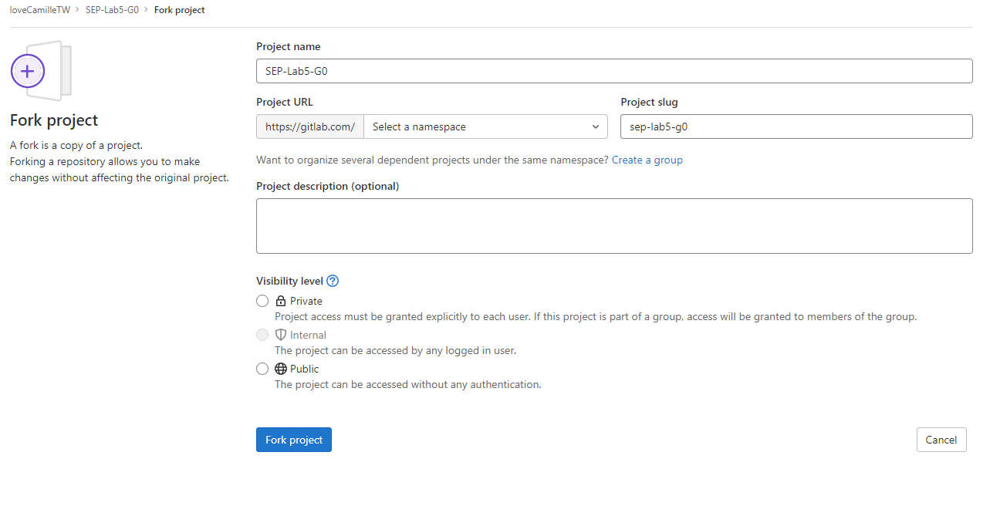 loveCamilleTW > SEP-Lab5-G0 > Fork project
Fork project
A fork is a copy of a project.
Forking a repository allows you to make
changes without affecting the original project.
Project name
SEP-Lab5-G0
Project URL
https://gitlab.com/ Select a namespace
Project slug
sep-lab5-g0
Want to organize several dependent projects under the same namespace? Create a group
Project description (optional)
Visibility level ?
Private
Project access must be granted explicitly to each user. If this project is part of a group, access will be granted to members of the group.
Internal
The project can be accessed by any logged in user.
Public
The project can be accessed without any authentication.
Fork project
Cancel